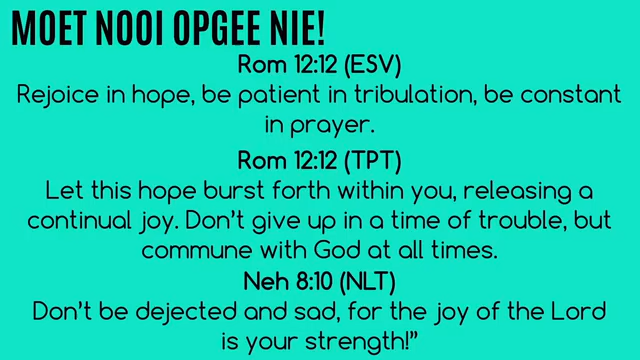 MOET NOOI OPGEE NIE!
Rom 12:12 (ESV)
Rejoice in hope, be patient in tribulation, be constant
in prayer.
Rom 12:12 (TPT)
Let this hope burst forth within you, releasing a
continual joy. Don’t give up in a time of trouble, but
commune with God at all times.
Neh 8:10 (NLT)
Don’t be dejected and sad, for the joy of the Lord
is your strength!”